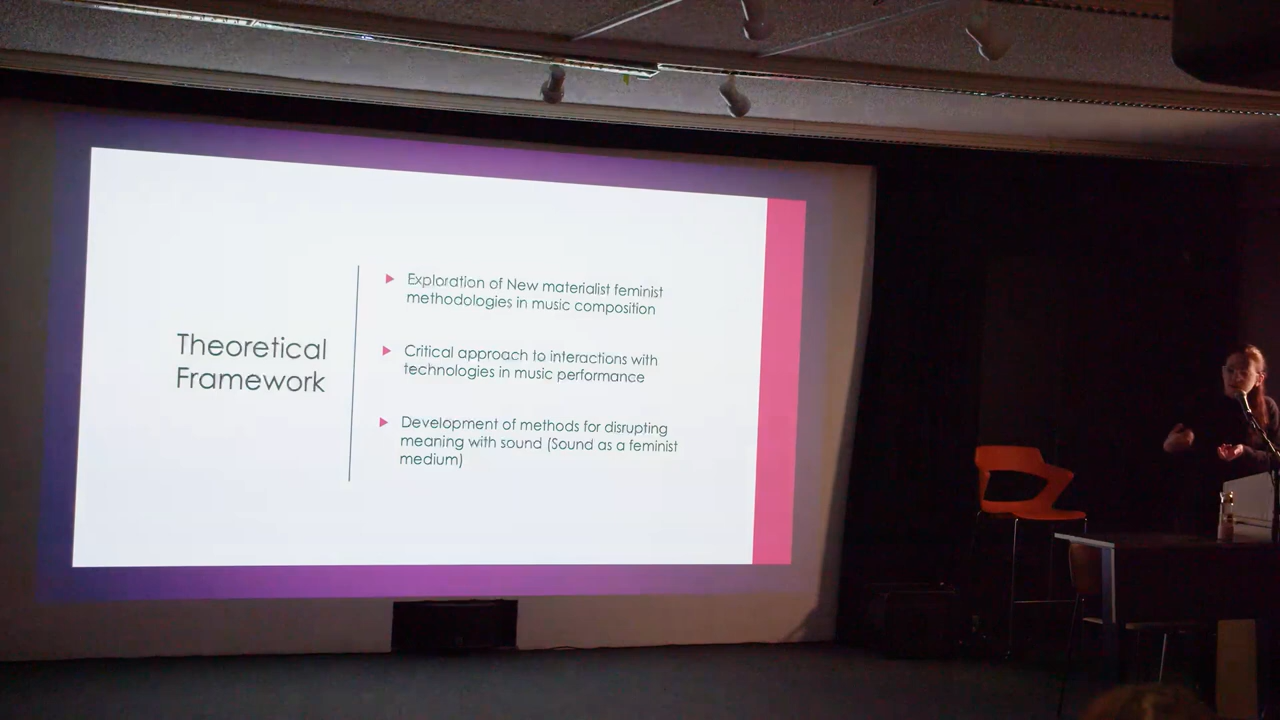 Theoretical
Framework
Exploration of New materialist feminist
methodologies in music composition
Critical approach to interactions with
technologies in music performance
Development of methods for disrupting
meaning with sound (Sound as a feminist
medium)